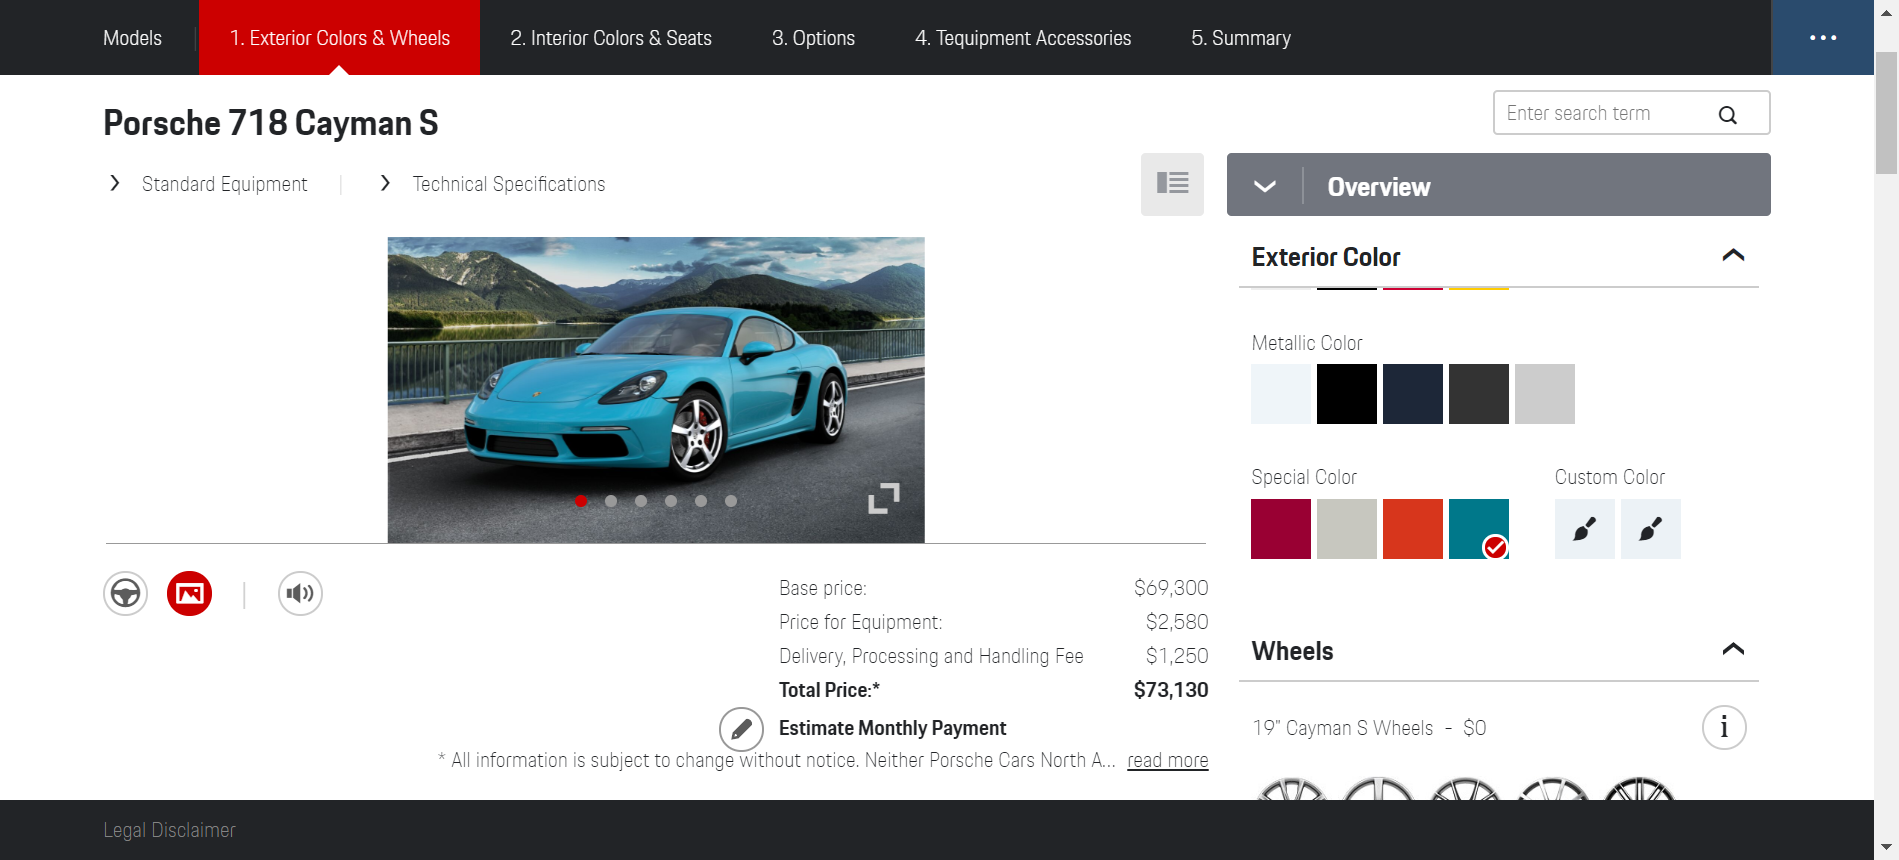 Models
1. Exterior Colors & Wheels
2. Interior Colors & Seats
3. Options
4. Tequipment Accessories
5. Summary
Porsche 718 Cayman S
Enter search term
Standard Equipment
Technical Specifications
Overview
Exterior Color
Metallic Color
Special Color
Custom Color
Base price: $69,300
Price for Equipment: $2,580
Delivery, Processing and Handling Fee $1,250
Total Price:* $73,130
Estimate Monthly Payment
* All information is subject to change without notice. Neither Porsche Cars North A... read more
Wheels
19" Cayman S Wheels - $0
i
Legal Disclaimer